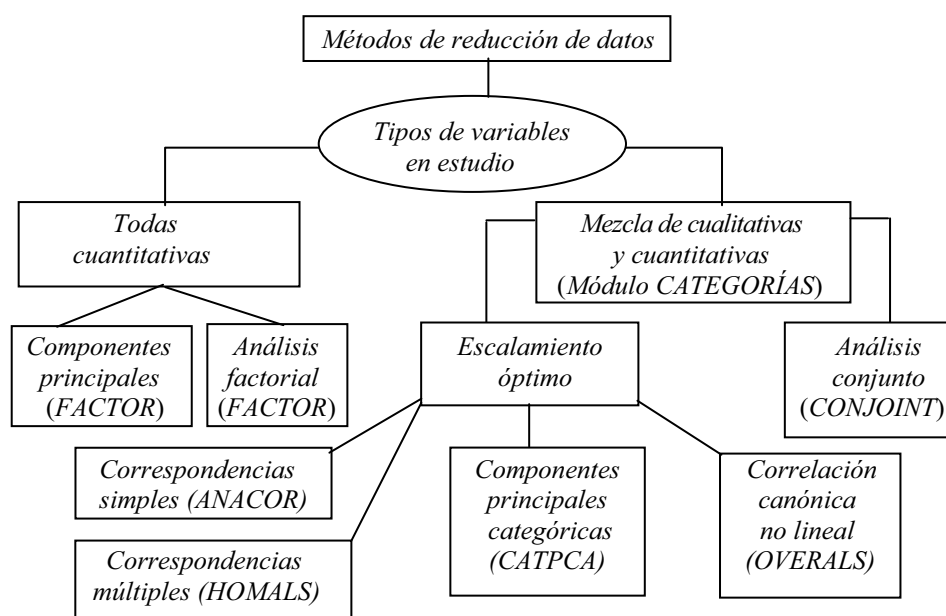 Métodos de reducción de datos
Tipos de variables
en estudio
Todas
cuantitativas
Mezcla de cualitativas
y cuantitativas
(Módulo CATEGORÍAS)
Componentes
principales
(FACTOR)
Análisis
factorial
(FACTOR)
Escalamiento
óptimo
Análisis
conjunto
(CONJOINT)
Correspondencias
simples (ANACOR)
Componentes
principales
categóricas
(CATPCA)
Correlación
canónica
no lineal
(OVERALS)
Correspondencias
múltiples (HOMALS)